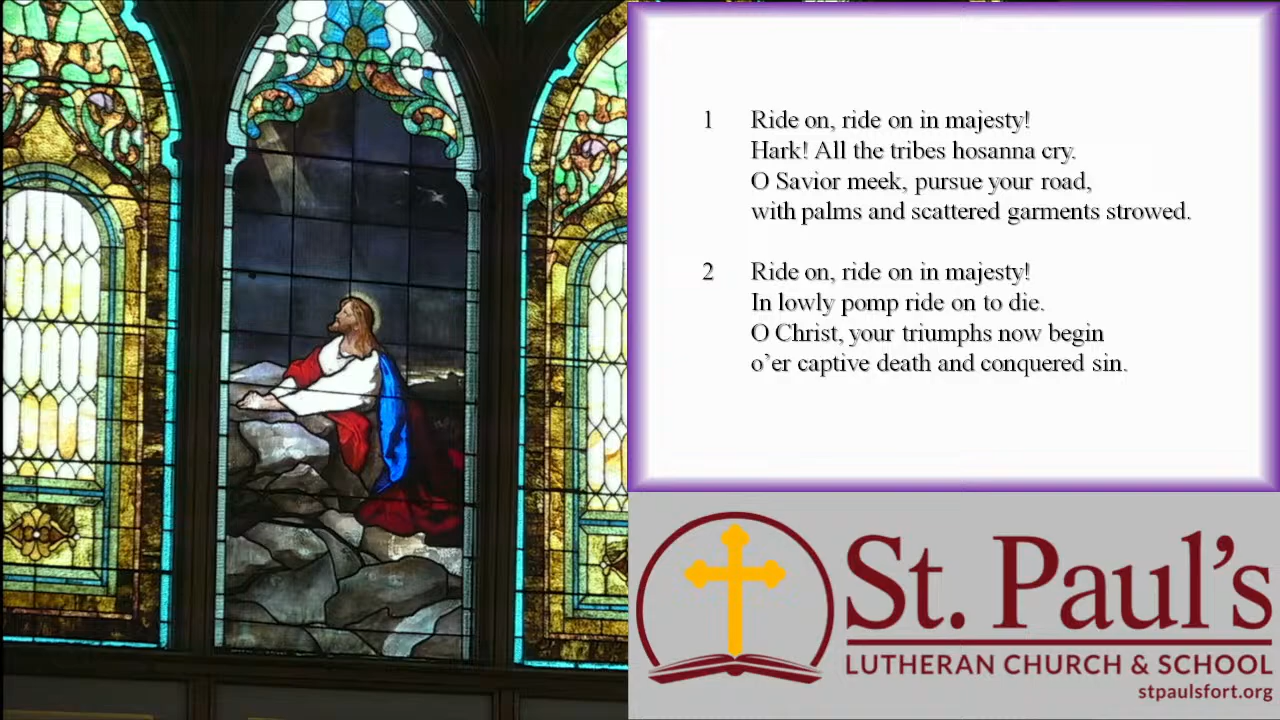 1 Ride on, ride on in majesty!
Hark! All the tribes hosanna cry.
O Savior meek, pursue your road,
with palms and scattered garments strowed.
2 Ride on, ride on in majesty!
In lowly pomp ride on to die.
O Christ, your triumphs now begin
o’er captive death and conquered sin.
St. Paul’s
LUTHERAN CHURCH & SCHOOL
stpaulsfort.org